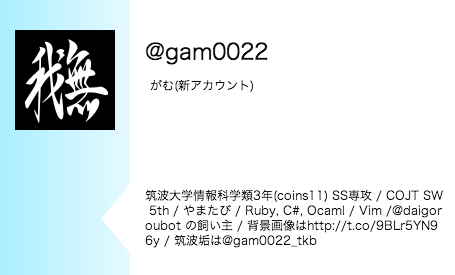 我無
@gam0022
がむ(新アカウント)
筑波大学情報科学類3年(coins11) SS専攻 / COJT SW
5th / やまたび / Ruby, C#, Ocaml / Vim /@daigor
oubot の飼い主 / 背景画像はhttp://t.co/9BLr5YN9
6y / 筑波垢は@gam0022_tkb